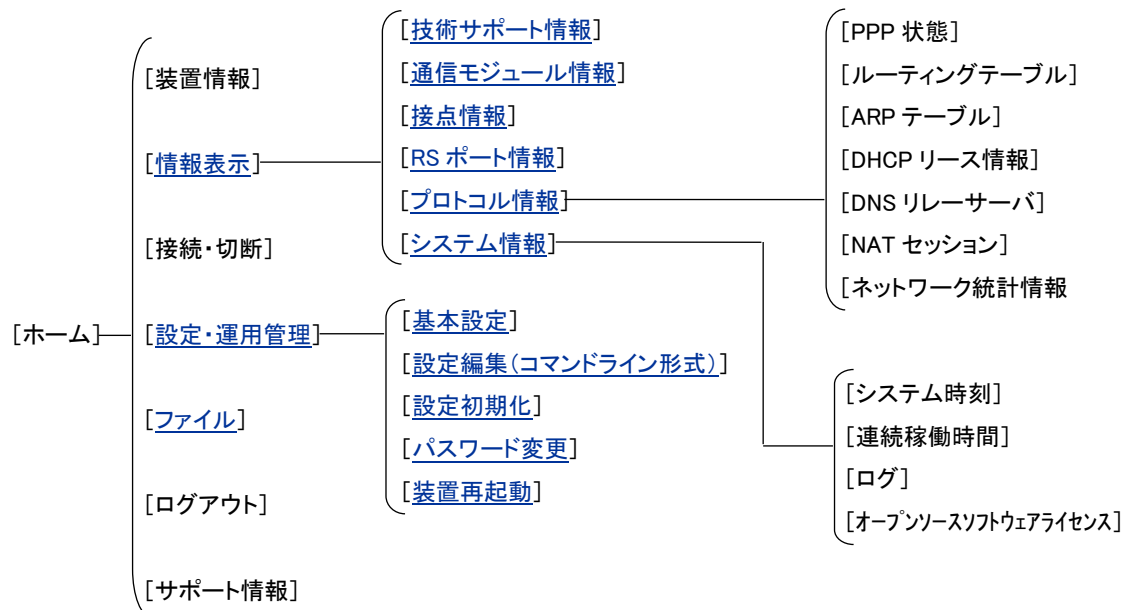 [ホーム]
[装置情報]
[情報表示]
[接続・切断]
[設定・運用管理]
[ファイル]
[ログアウト]
[サポート情報]
[技術サポート情報]
[通信モジュール情報]
[接点情報]
[RS ポート情報]
[プロトコル情報]
[システム情報]
[基本設定]
[設定編集(コマンドライン形式)]
[設定初期化]
[パスワード変更]
[装置再起動]
[PPP 状態]
[ルーティングテーブル]
[ARP テーブル]
[DHCP リース情報]
[DNS リレーサーバ]
[NAT セッション]
[ネットワーク統計情報
[システム時刻]
[連続稼働時間]
[ログ]
[オープンソースソフトウェアライセンス]